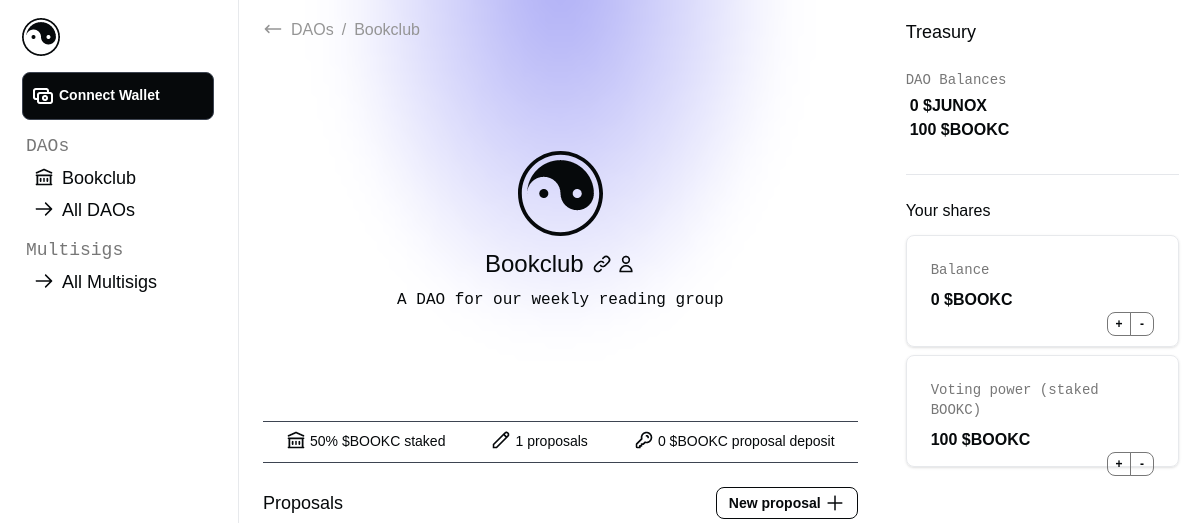 Connect Wallet
DAOs
Bookclub
All DAOs
Multisigs
All Multisigs
DAOs / Bookclub
Bookclub
A DAO for our weekly reading group
50% $BOOKC staked
1 proposals
0 $BOOKC proposal deposit
Proposals
New proposal
Treasury
DAO Balances
0 $JUNOX
100 $BOOKC
Your shares
Balance
0 $BOOKC
+ -
Voting power (staked
BOOKC)
100 $BOOKC
+ -